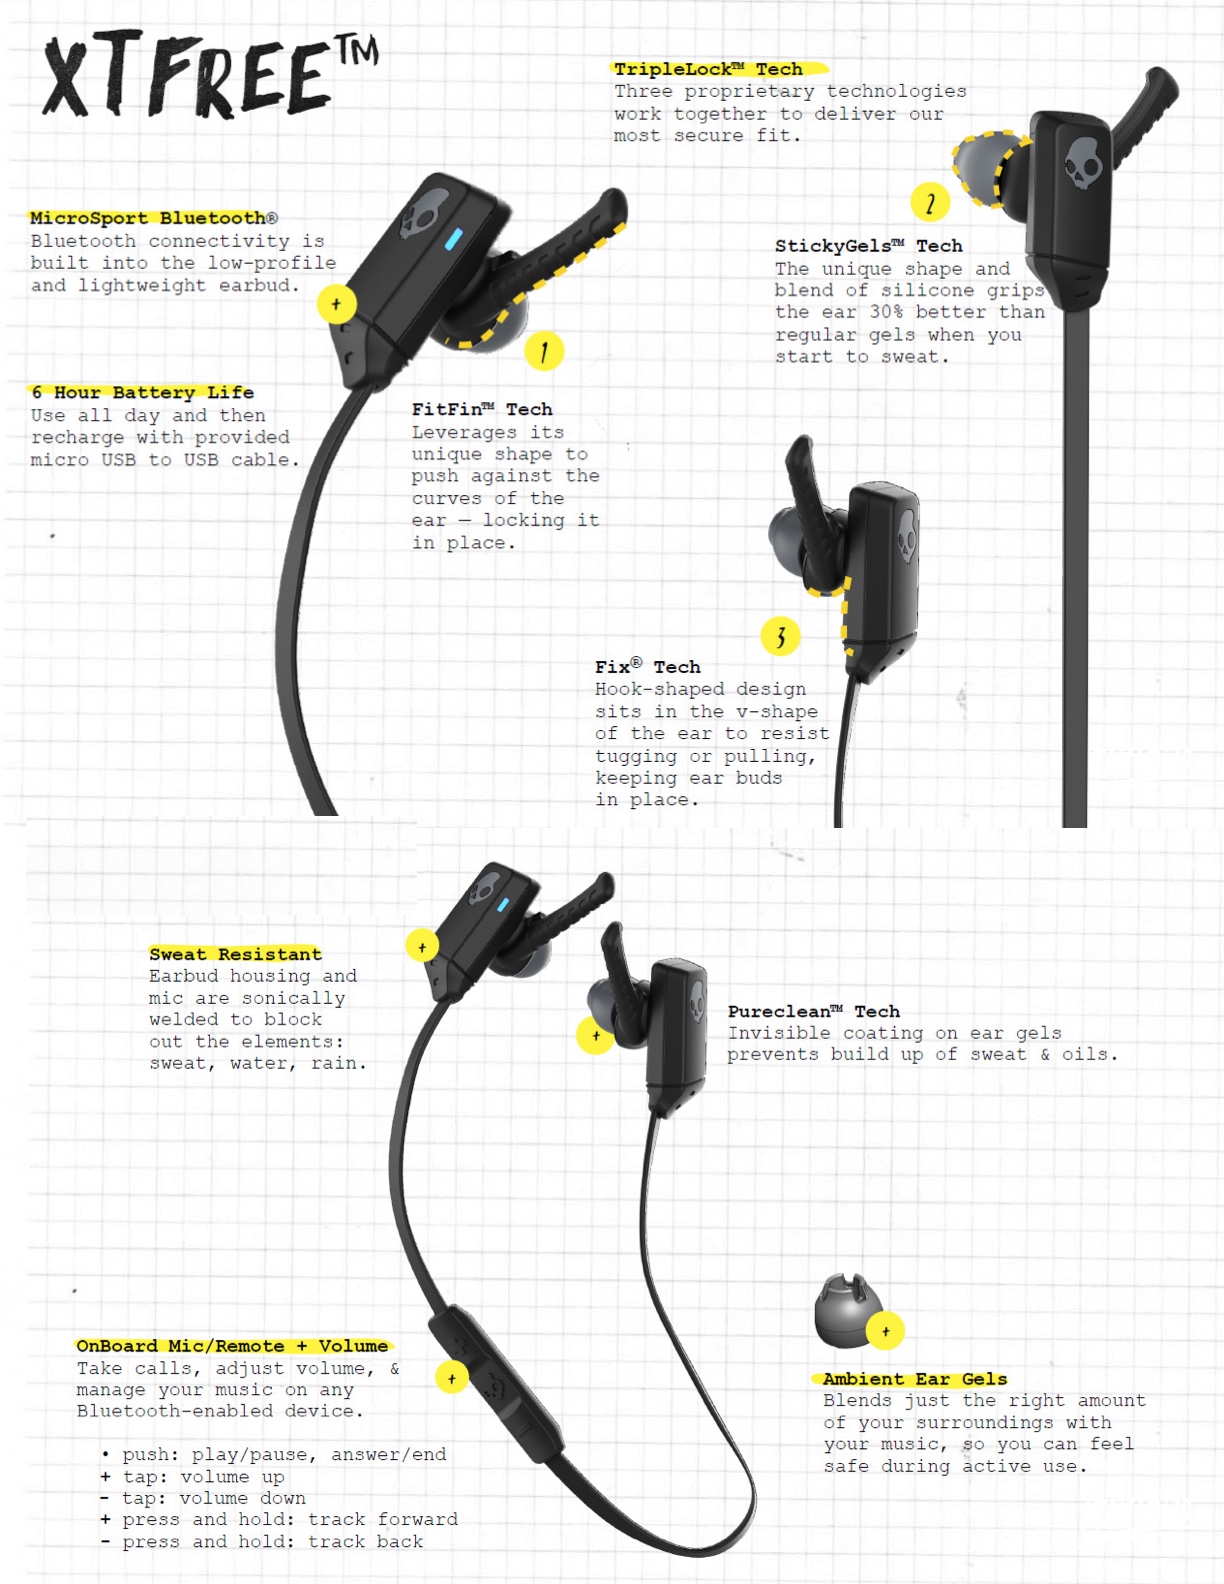 XTFREE™
TripleLock™ Tech
Three proprietary technologies
work together to deliver our
most secure fit.
MicroSport Bluetooth®
Bluetooth connectivity is
built into the low-profile
and lightweight earbud.
+
1
2
StickyGels™ Tech
The unique shape and
blend of silicone grips
the ear 30% better than
regular gels when you
start to sweat.
6 Hour Battery Life
Use all day and then
recharge with provided
micro USB to USB cable.
FitFin™ Tech
Leverages its
unique shape to
push against the
curves of the
ear — locking it
in place.
3
Fix® Tech
Hook-shaped design
sits in the v-shape
of the ear to resist
tugging or pulling,
keeping ear buds
in place.
Sweat Resistant
Earbud housing and
mic are sonically
welded to block
out the elements:
sweat, water, rain.
+
+
Pureclean™ Tech
Invisible coating on ear gels
prevents build up of sweat & oils.
OnBoard Mic/Remote + Volume
Take calls, adjust volume, &
manage your music on any
Bluetooth-enabled device.
• push: play/pause, answer/end
+ tap: volume up
- tap: volume down
+ press and hold: track forward
- press and hold: track back
+
+
Ambient Ear Gels
Blends just the right amount
of your surroundings with
your music, so you can feel
safe during active use.